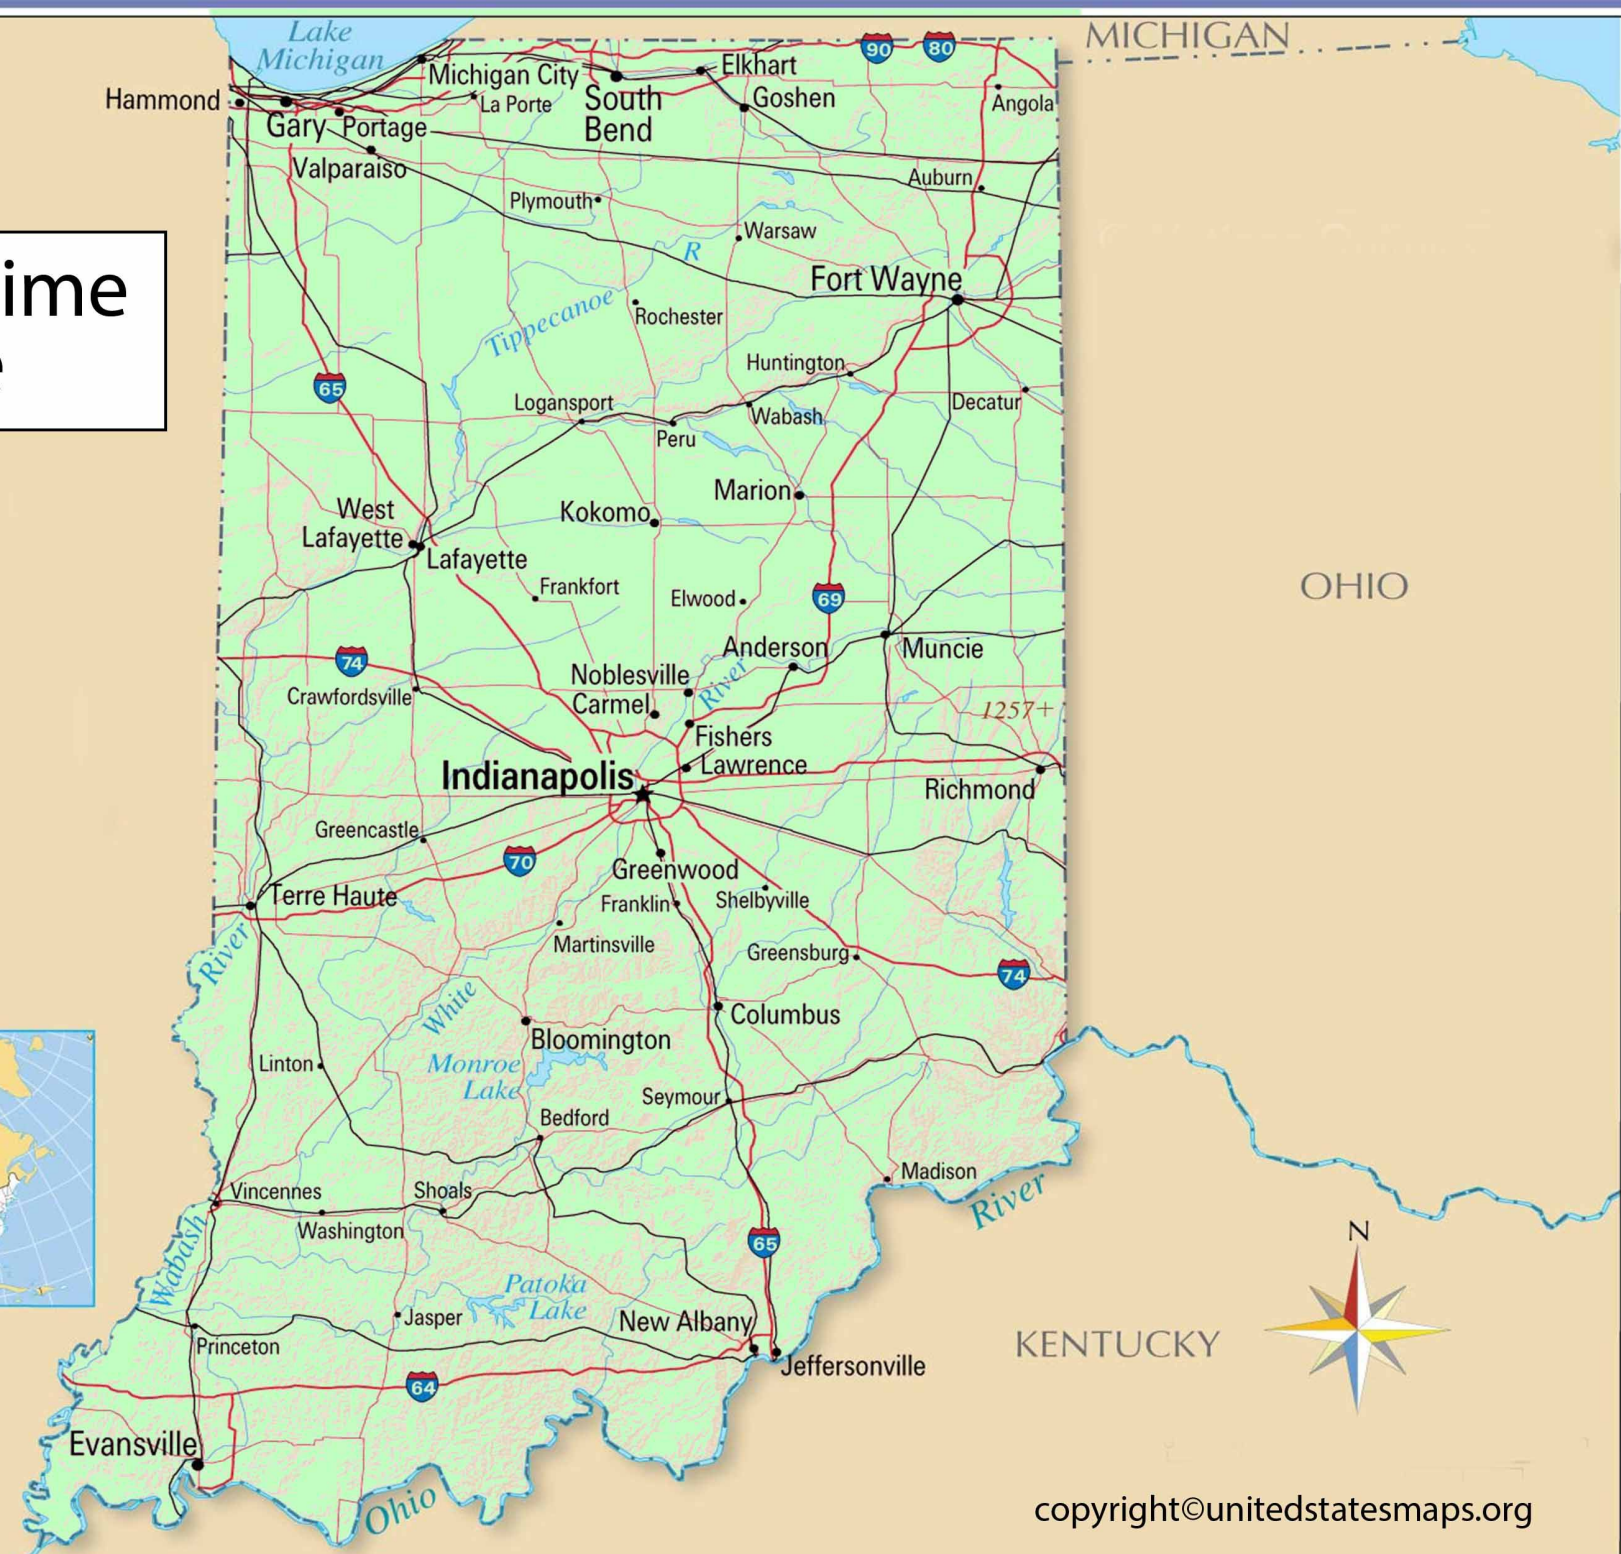 Lake
Michigan
MICHIGAN
90
80
Michigan City
Elkhart
Hammond
La Porte
South
Bend
Goshen
Angola
Gary
Portage
Valparaiso
Auburn
Plymouth
Warsaw
R
ime
e
Fort Wayne
Tippecanoe
Rochester
Huntington
65
Decatur
Logansport
Wabash
Peru
Marion
West
Lafayette
Kokomo
Lafayette
OHIO
Frankfort
Elwood
69
Anderson
Muncie
74
Noblesville
River
Crawfordsville
Carmel
1257+
Fishers
Lawrence
Indianapolis
Richmond
Greencastle
70
Greenwood
Terre Haute
Franklin
Shelbyville
River
Martinsville
Greensburg
74
White
Columbus
Bloomington
Linton
Monroe
Lake
Seymour
Bedford
Madison
Vincennes
Shoals
River
Washington
N
Wabash
65
Patoka
Lake
Jasper
New Albany
Princeton
KENTUCKY
Jeffersonville
64
Evansville
Ohio
copyright©unitedstatesmaps.org